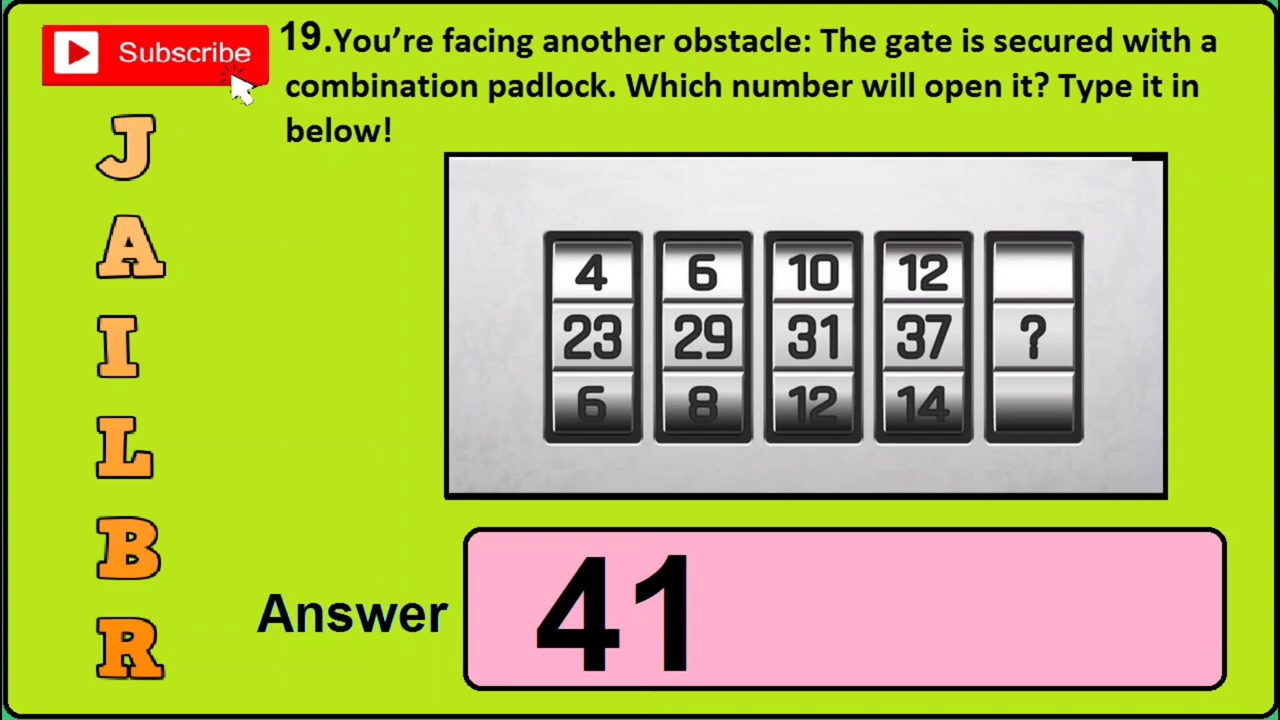 Subscribe
19.You’re facing another obstacle: The gate is secured with a
combination padlock. Which number will open it? Type it in
below!
J
A
I
L
B
R
4 6 10 12
23 29 31 37 ?
6 8 12 14
Answer 41